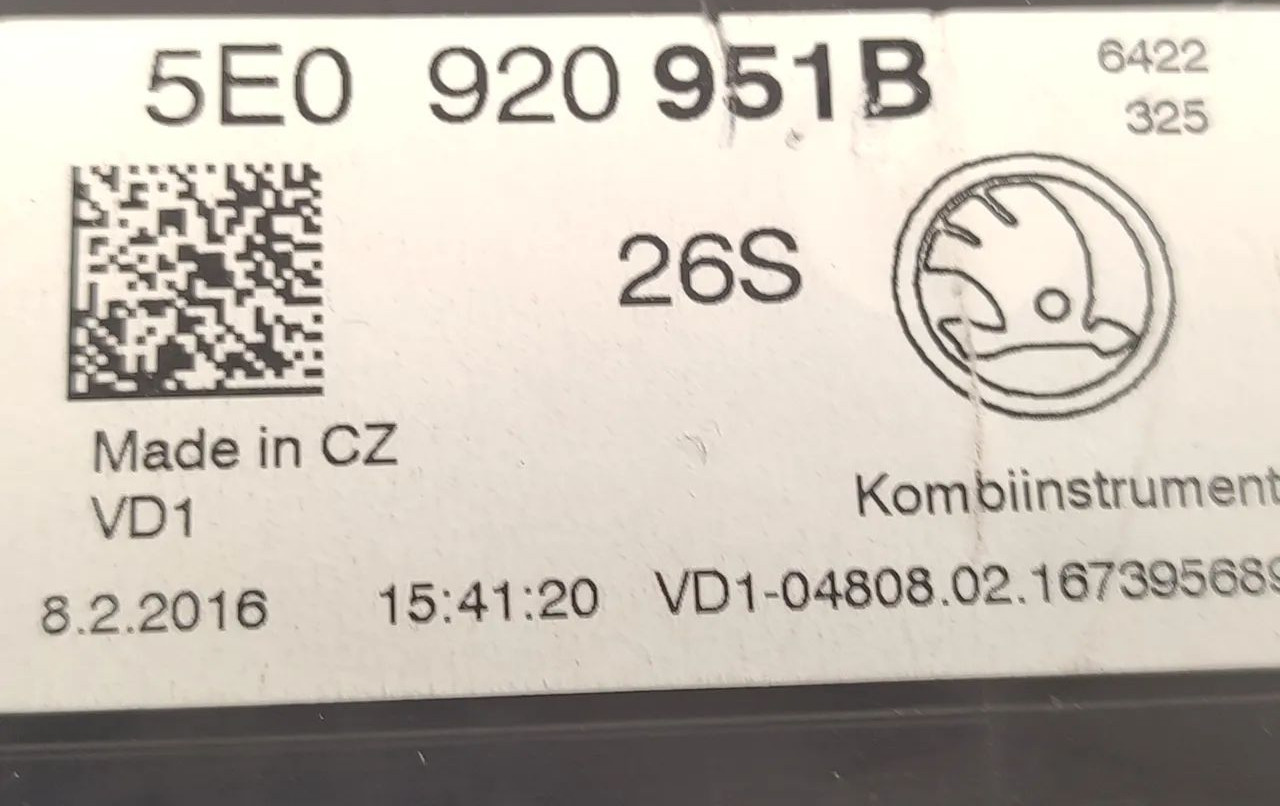 5E0 920 951B
6422
325
26S
Made in CZ
VD1
Kombiinstrument
8.2.2016 15:41:20 VD1-04808.02.167395689